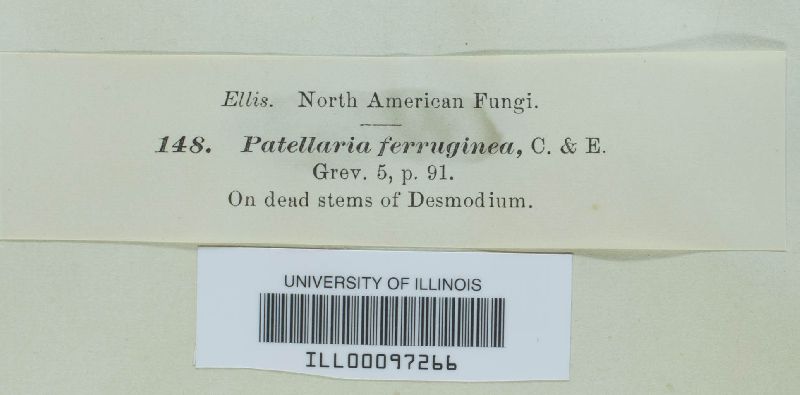 Ellis. North American Fungi.
148. Patellaria ferruginea, C. & E.
Grev. 5, p. 91.
On dead stems of Desmodium.
UNIVERSITY OF ILLINOIS
ILL00097266